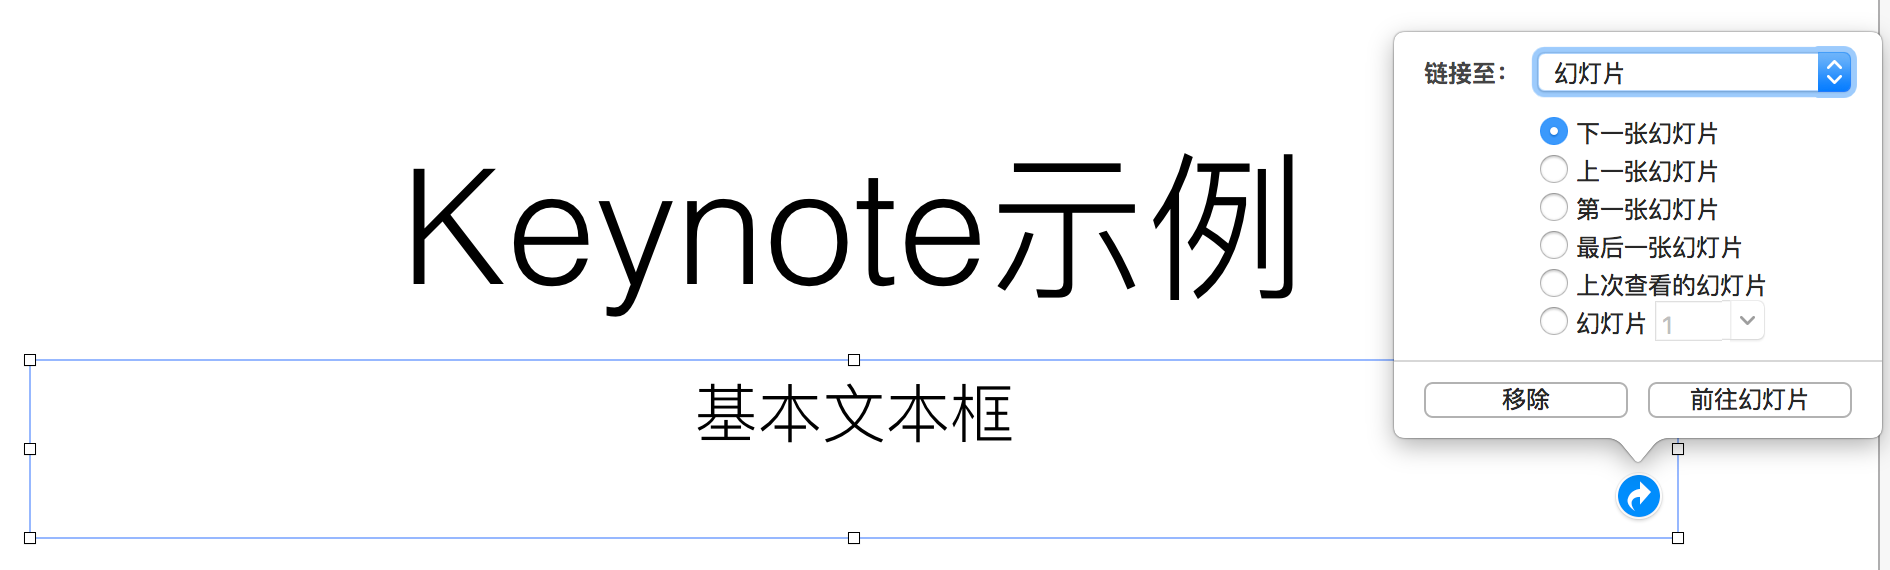 Keynote示例
基本文本框
链接至： 幻灯片
下一张幻灯片
上一张幻灯片
第一张幻灯片
最后一张幻灯片
上次查看的幻灯片
幻灯片 1
移除 前往幻灯片